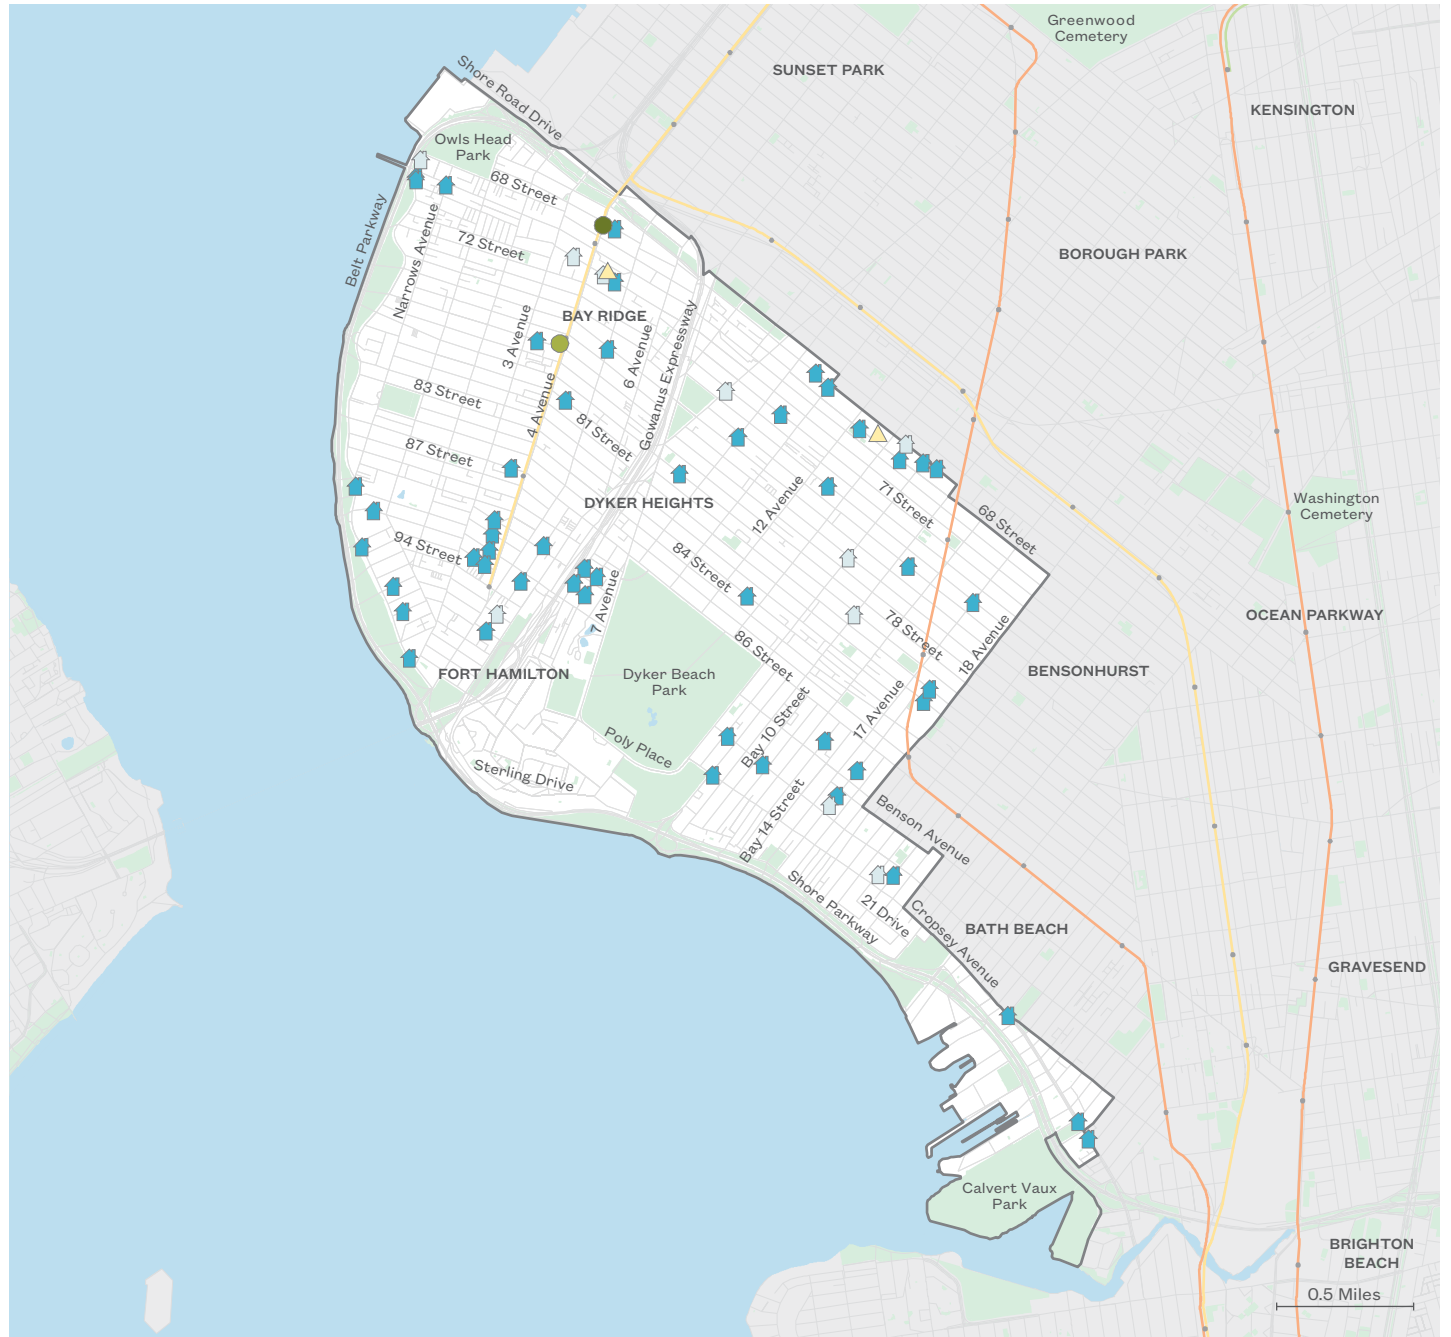 Greenwood
Cemetery
SUNSET PARK
KENSINGTON
Shore Road Drive
Owls Head
Park
68 Street
Belt Parkway
Narrows Avenue
72 Street
BOROUGH PARK
BAY RIDGE
3 Avenue
6 Avenue
Gowanus Expressway
83 Street
4 Avenue
81 Street
87 Street
DYKER HEIGHTS
12 Avenue
71 Street
68 Street
Washington
Cemetery
94 Street
84 Street
7 Avenue
OCEAN PARKWAY
78 Street
18 Avenue
86 Street
FORT HAMILTON
Dyker Beach
Park
BENSONHURST
Bay 10 Street
17 Avenue
Poly Place
Sterling Drive
Bay 14 Street
Benson Avenue
Shore Parkway
21 Drive
Cropsey Avenue
BATH BEACH
GRAVESEND
Calvert Vaux
Park
BRIGHTON
BEACH
0.5 Miles